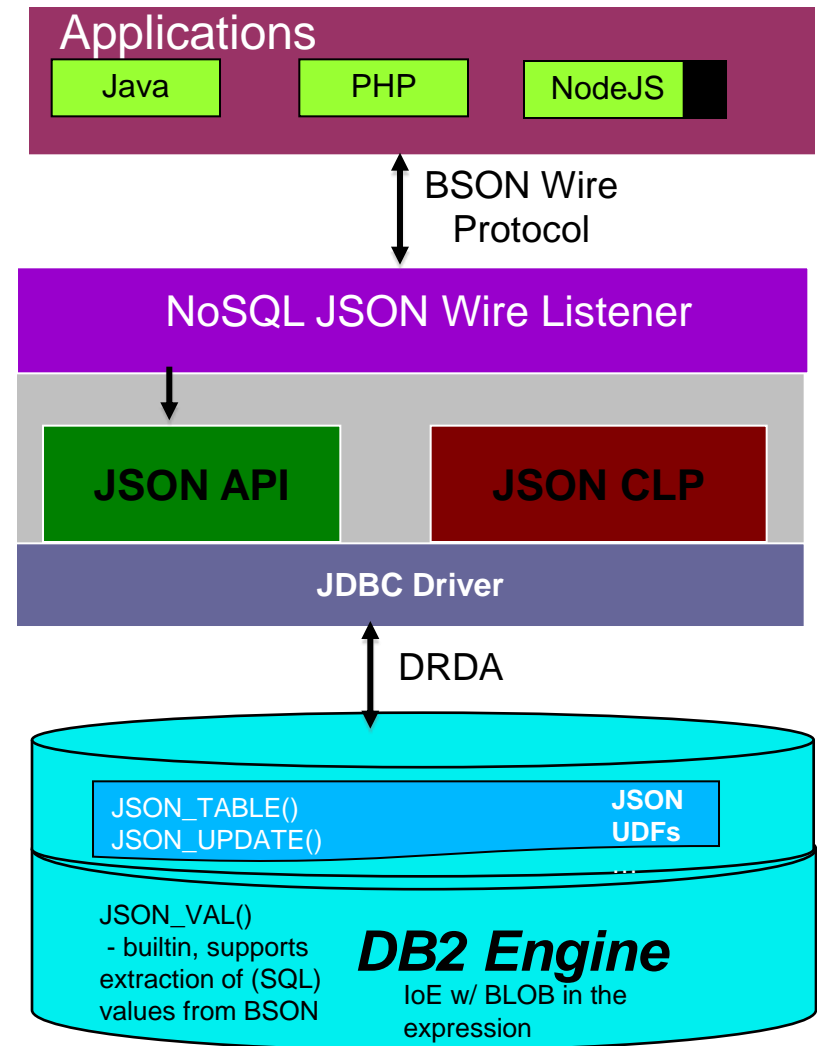 Applications
Java
PHP
NodeJS
BSON Wire
Protocol
NoSQL JSON Wire Listener
JSON API
JSON CLP
JDBC Driver
DRDA
JSON_TABLE()
JSON_UPDATE()
JSON
UDFs
...
JSON_VAL()
- builtin, supports
extraction of (SQL)
values from BSON
DB2 Engine
IoE w/ BLOB in the
expression